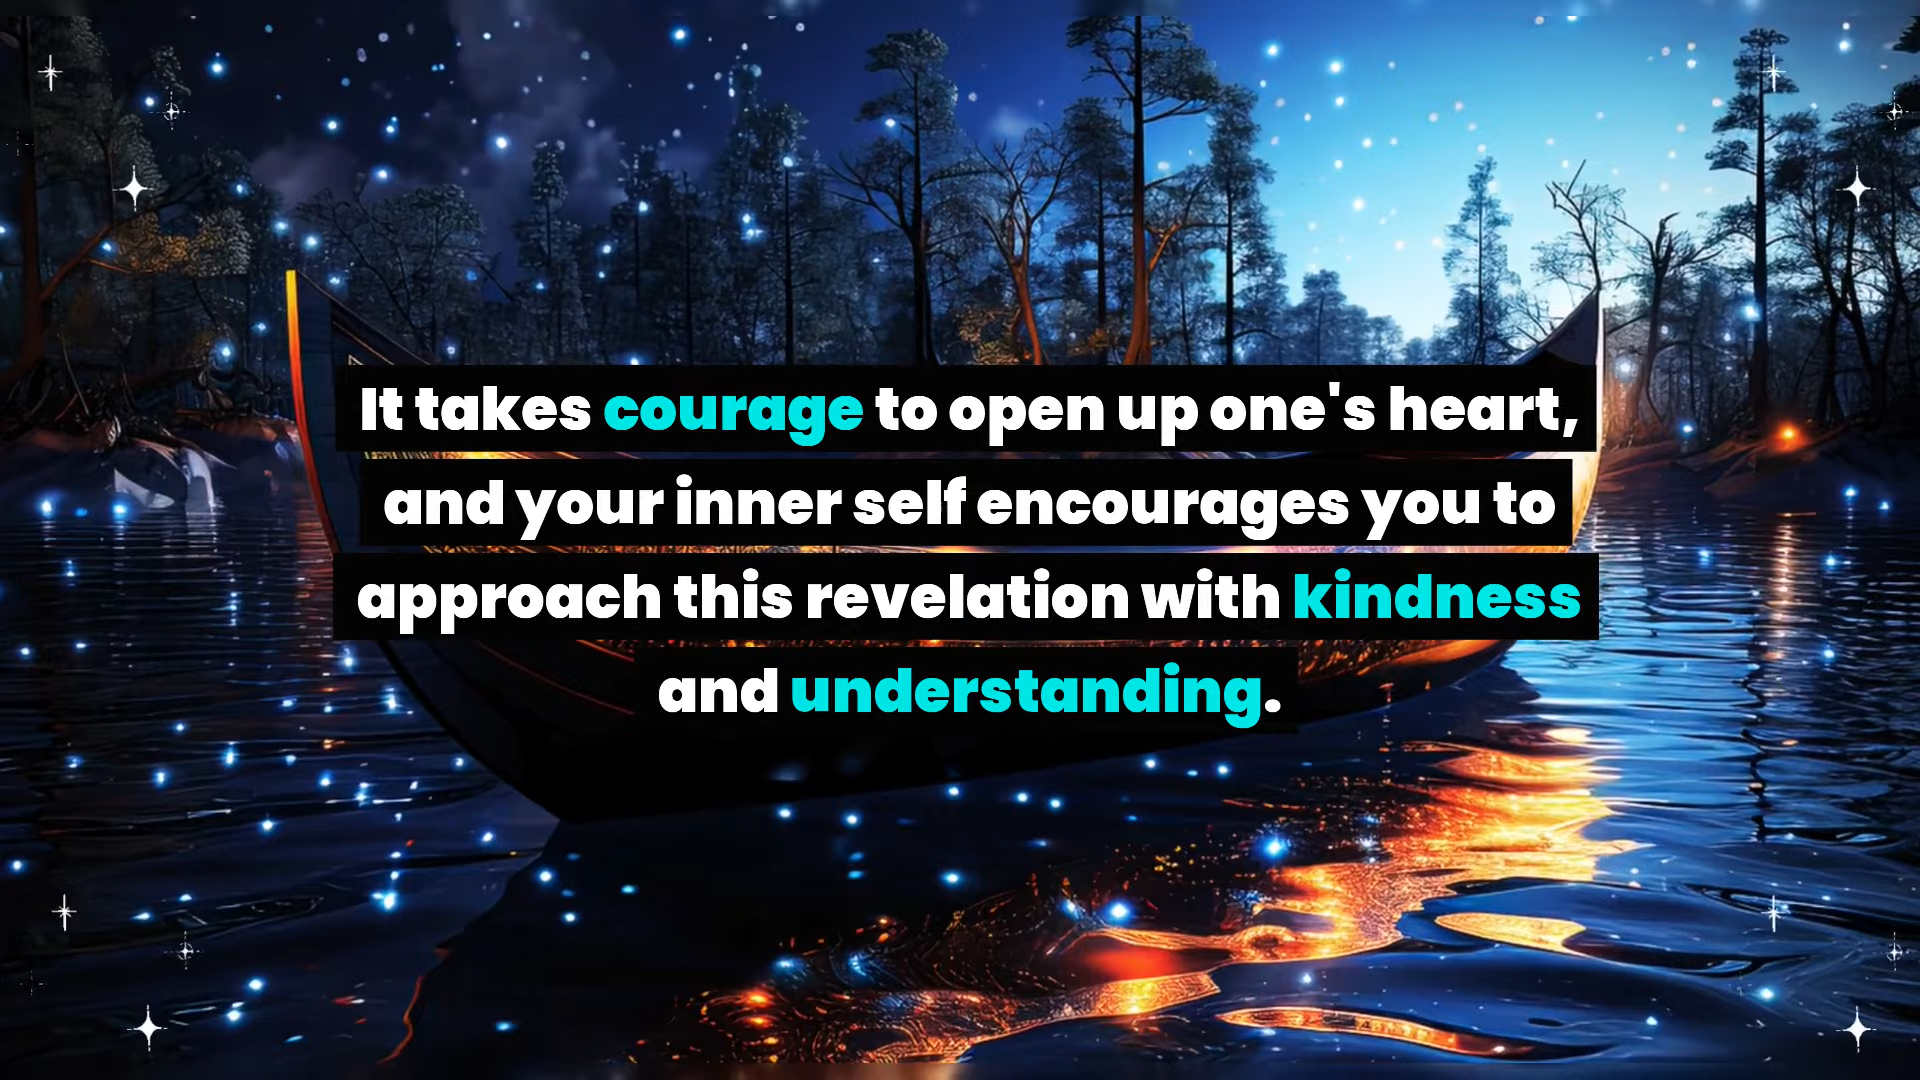 It takes courage to open up one's heart,
and your inner self encourages you to
approach this revelation with kindness
and understanding.